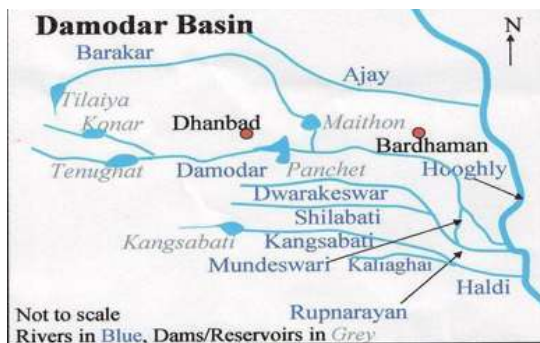 Damodar Basin
N
Barakar
Ajay
Tilaiya
Konar
Dhanbad
Maithon
Bardhaman
Tenughat
Damodar
Panchet
Hooghly
Dwarakeswar
Shilabati
Kangsabati
Kangsabati
Mundeswari
Kaliaghai
Haldi
Rupnarayan
Not to scale
Rivers in Blue, Dams/Reservoirs in Grey